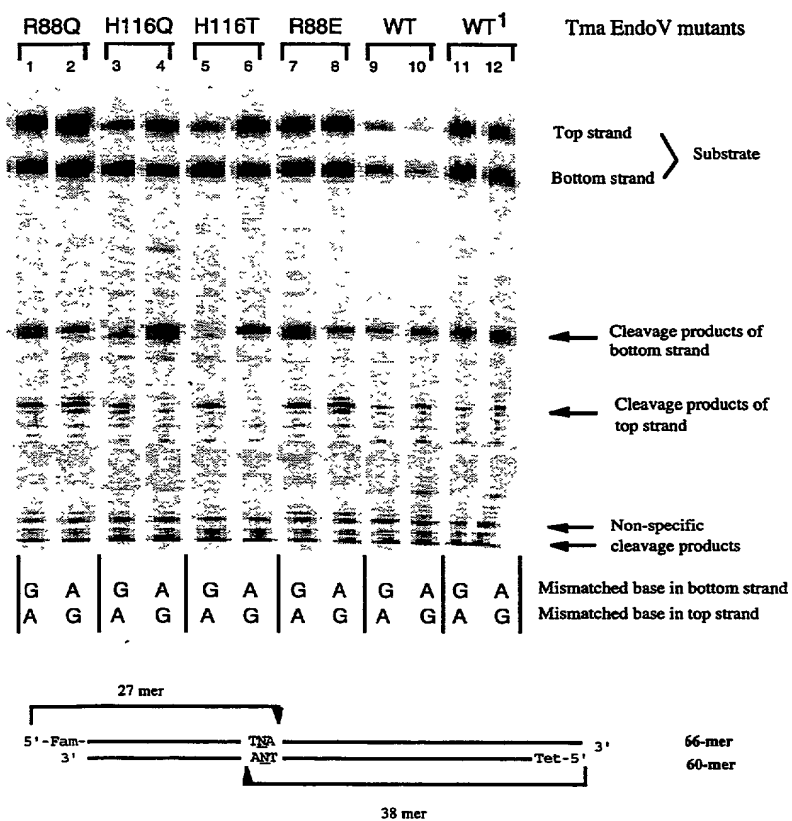 R88Q H116Q H116T R88E WT WT1 Tma EndoV mutants
1 2 3 4 5 6 7 8 9 10 11 12
Top strand
Substrate
Bottom strand
Cleavage products of
bottom strand
Cleavage products of
top strand
Non-specific
cleavage products
G A G A G A G A G A G A Mismatched base in bottom strand
A G A G A G A G A G A G Mismatched base in top strand
27 mer
5'-Fam- TNA 3' 66-mer
3' ANT Tet-5' 60-mer
38 mer